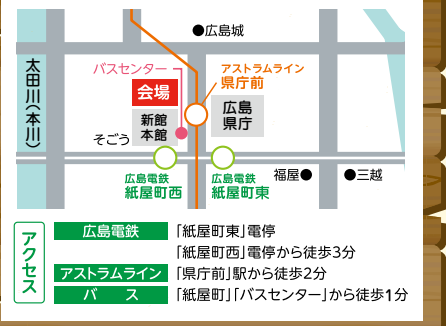 ●広島城
太田川(本川)
バスセンター
アストラムライン
県庁前
会場
新館
本館
広島
県庁
そごう
広島電鉄
紙屋町西
広島電鉄
紙屋町東
福屋●
●三越
アクセス
広島電鉄 「紙屋町東」電停
「紙屋町西」電停から徒歩3分
アストラムライン 「県庁前」駅から徒歩2分
バス 「紙屋町」「バスセンター」から徒歩1分